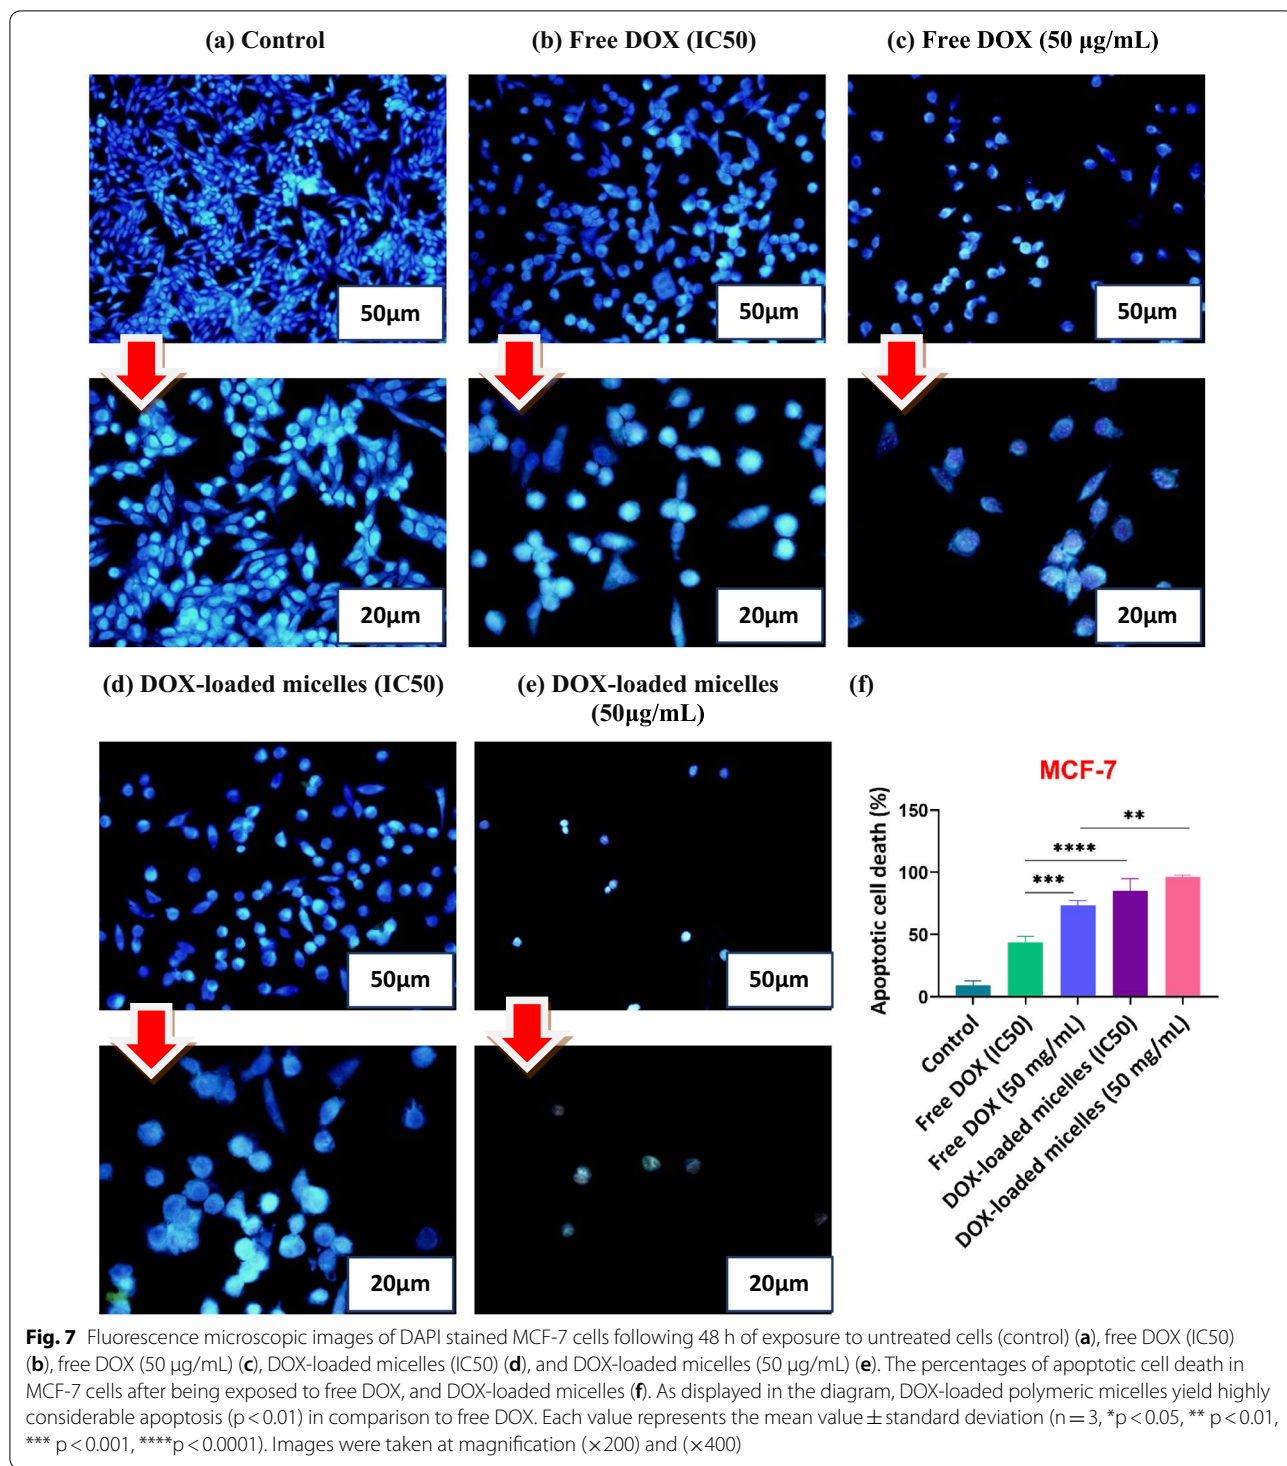 (a) Control
(b) Free DOX (IC50)
(c) Free DOX (50 µg/mL)
50µm
50µm
50µm
20µm
20µm
20µm
(d) DOX-loaded micelles (IC50)
(e) DOX-loaded micelles
(50µg/mL)
(f)
50µm
50µm
20µm
20µm
MCF-7
Apoptotic cell death (%)
150
100
50
0
**
****
***
Control
Free DOX (IC50)
Free DOX (50 mg/mL)
DOX-loaded micelles (IC50)
DOX-loaded micelles (50 mg/mL)
Fig. 7 Fluorescence microscopic images of DAPI stained MCF-7 cells following 48 h of exposure to untreated cells (control) (a), free DOX (IC50)
(b), free DOX (50 µg/mL) (c), DOX-loaded micelles (IC50) (d), and DOX-loaded micelles (50 µg/mL) (e). The percentages of apoptotic cell death in
MCF-7 cells after being exposed to free DOX, and DOX-loaded micelles (f). As displayed in the diagram, DOX-loaded polymeric micelles yield highly
considerable apoptosis (p < 0.01) in comparison to free DOX. Each value represents the mean value ± standard deviation (n = 3, *p < 0.05, ** p < 0.01,
*** p < 0.001, ****p < 0.0001). Images were taken at magnification (×200) and (×400)